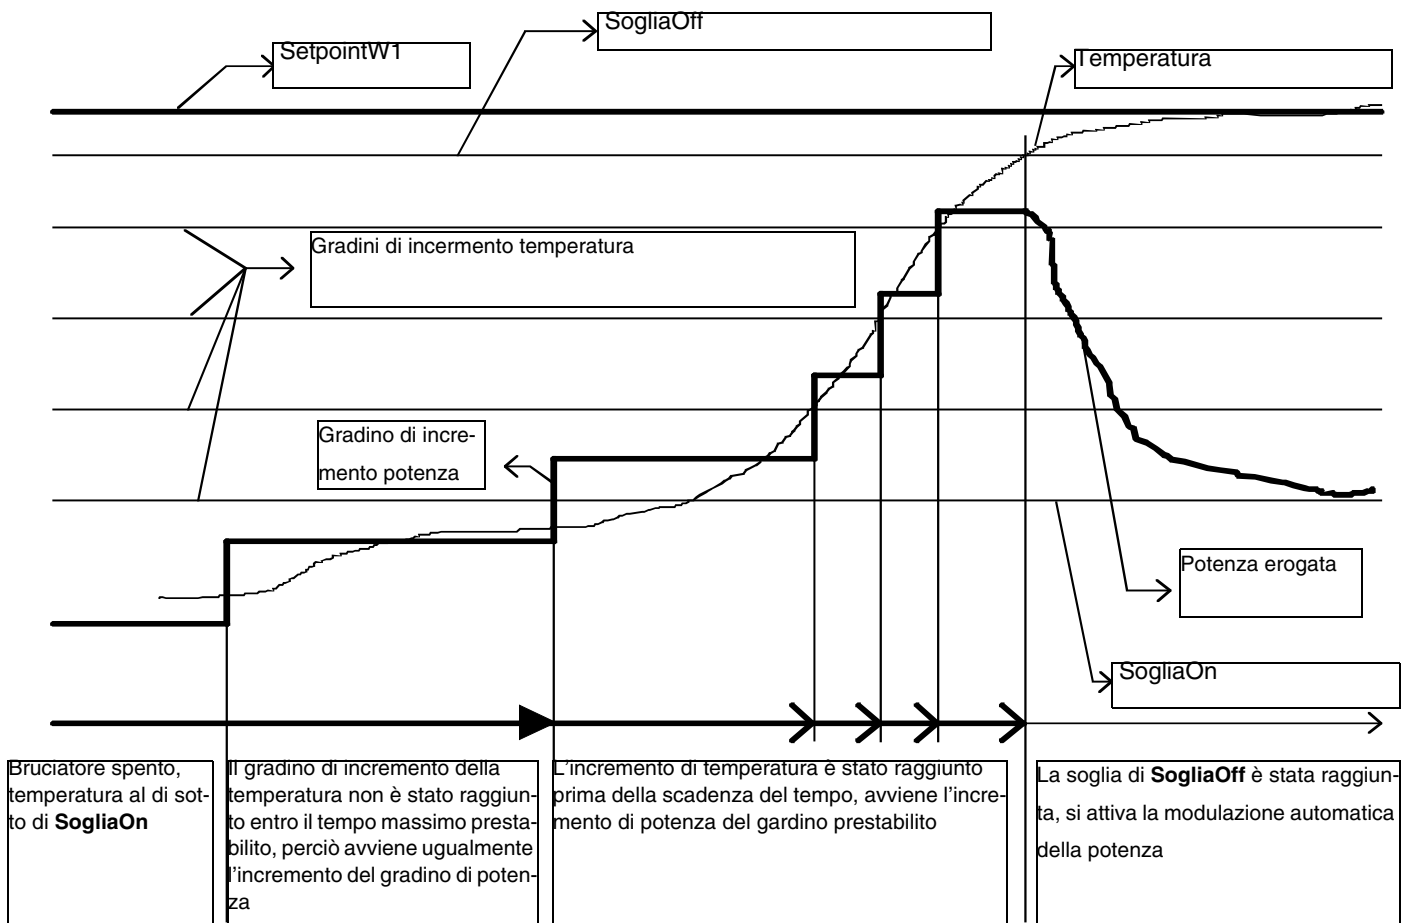 SogliaOff
SetpointW1
Temperatura
Gradini di incermento temperatura
Gradino di incre-
mento potenza
Potenza erogata
SogliaOn
Bruciatore spento,
temperatura al di sot-
to di SogliaOn
Il gradino di incremento della
temperatura non è stato raggiun-
to entro il tempo massimo presta-
bilito, perciò avviene ugualmente
l'incremento del gradino di poten-
za
L'incremento di temperatura è stato raggiunto
prima della scadenza del tempo, avviene l'incre-
mento di potenza del gardino prestabilito
La soglia di SogliaOff è stata raggiun-
ta, si attiva la modulazione automatica
della potenza